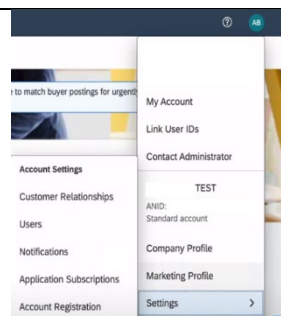 AB
e to match buyer postings for urgently
My Account
Link User IDs
Contact Administrator
TEST
ANID:
Standard account
Company Profile
Marketing Profile
Settings
Account Settings
Customer Relationships
Users
Notifications
Application Subscriptions
Account Registration